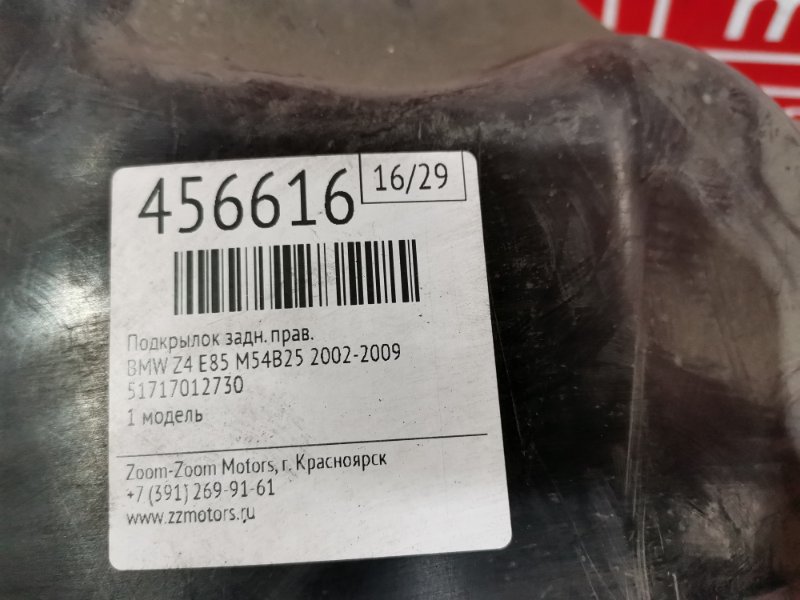 456616 16/29
Подкрылок задн. прав.
BMW Z4 E85 M54B25 2002-2009
51717012730
1 модель
Zoom-Zoom Motors, г. Красноярск
+7 (391) 269-91-61
www.zzmotors.ru